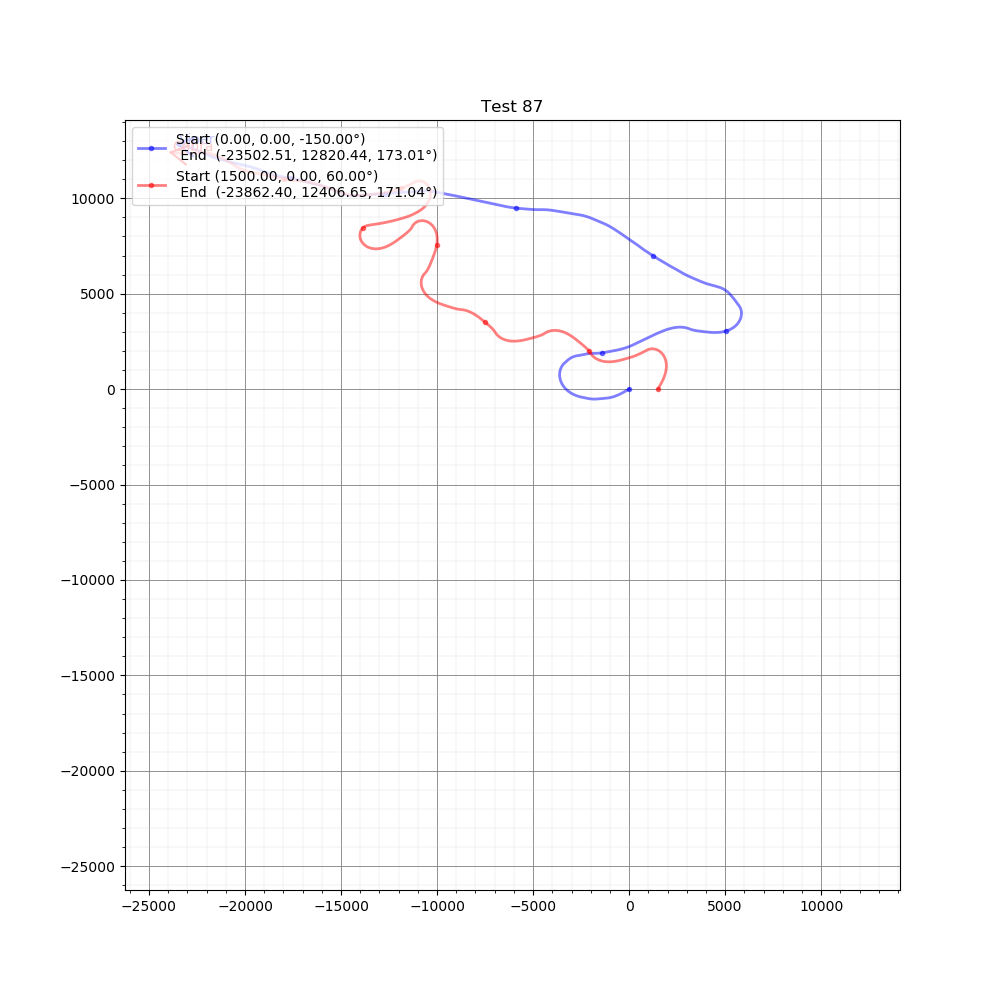 Test 87
Start (0.00, 0.00, -150.00°)
End (-23502.51, 12820.44, 173.01°)
Start (1500.00, 0.00, 60.00°)
End (-23862.40, 12406.65, 171.04°)
10000
5000
0
−5000
−10000
−15000
−20000
−25000
−25000 −20000 −15000 −10000 −5000 0 5000 10000